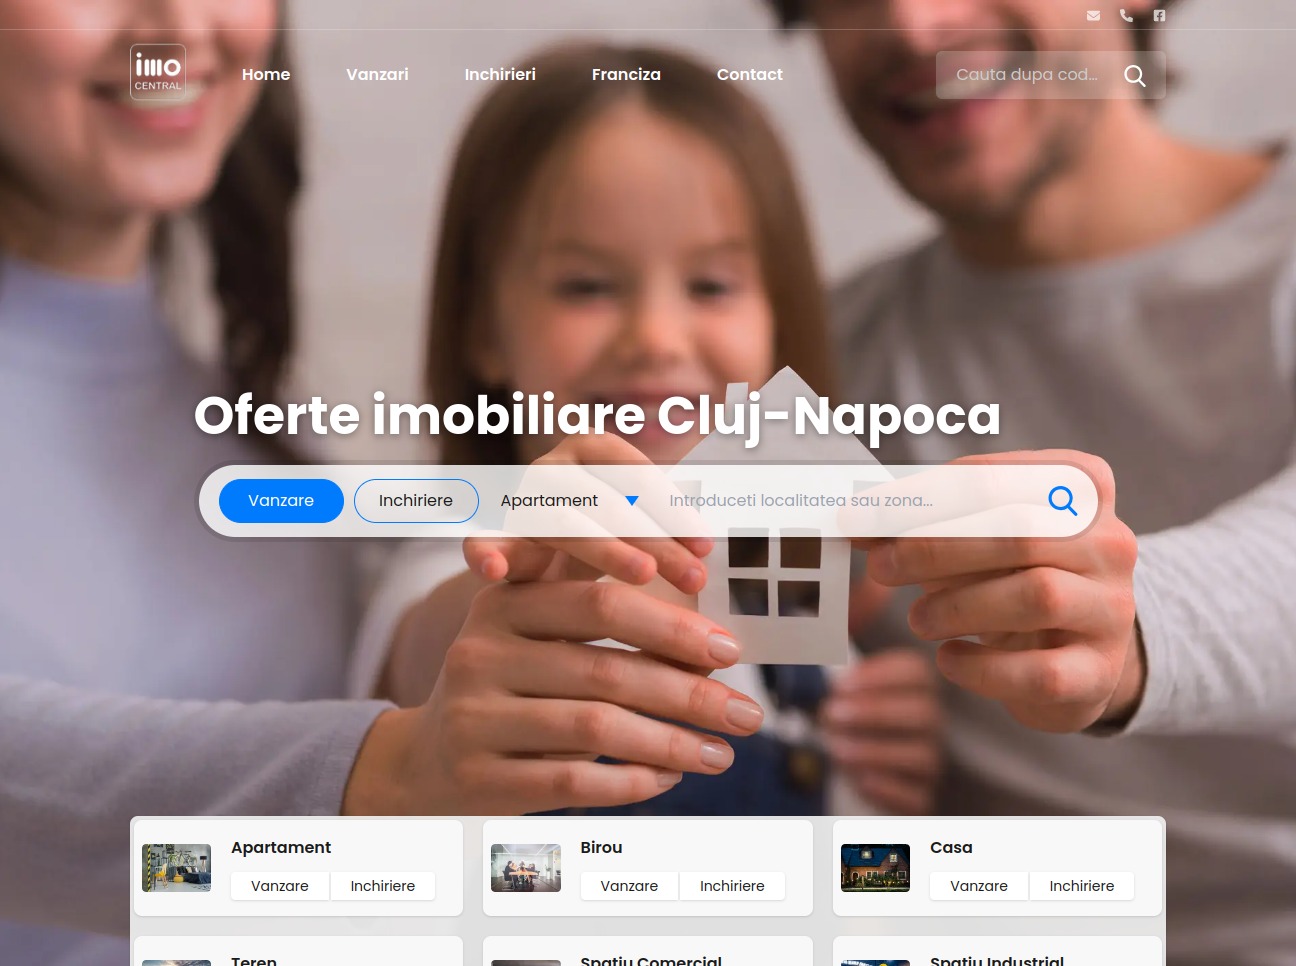 imo
CENTRAL
Home
Vanzari
Inchirieri
Franciza
Contact
Cauta dupa cod...
Oferte imobiliare Cluj-Napoca
Vanzare
Inchiriere
Apartament
Introduceti localitatea sau zona...
Apartament
Vanzare
Inchiriere
Birou
Vanzare
Inchiriere
Casa
Vanzare
Inchiriere
Teren
Spatiu Comercial
Spatiu Industrial